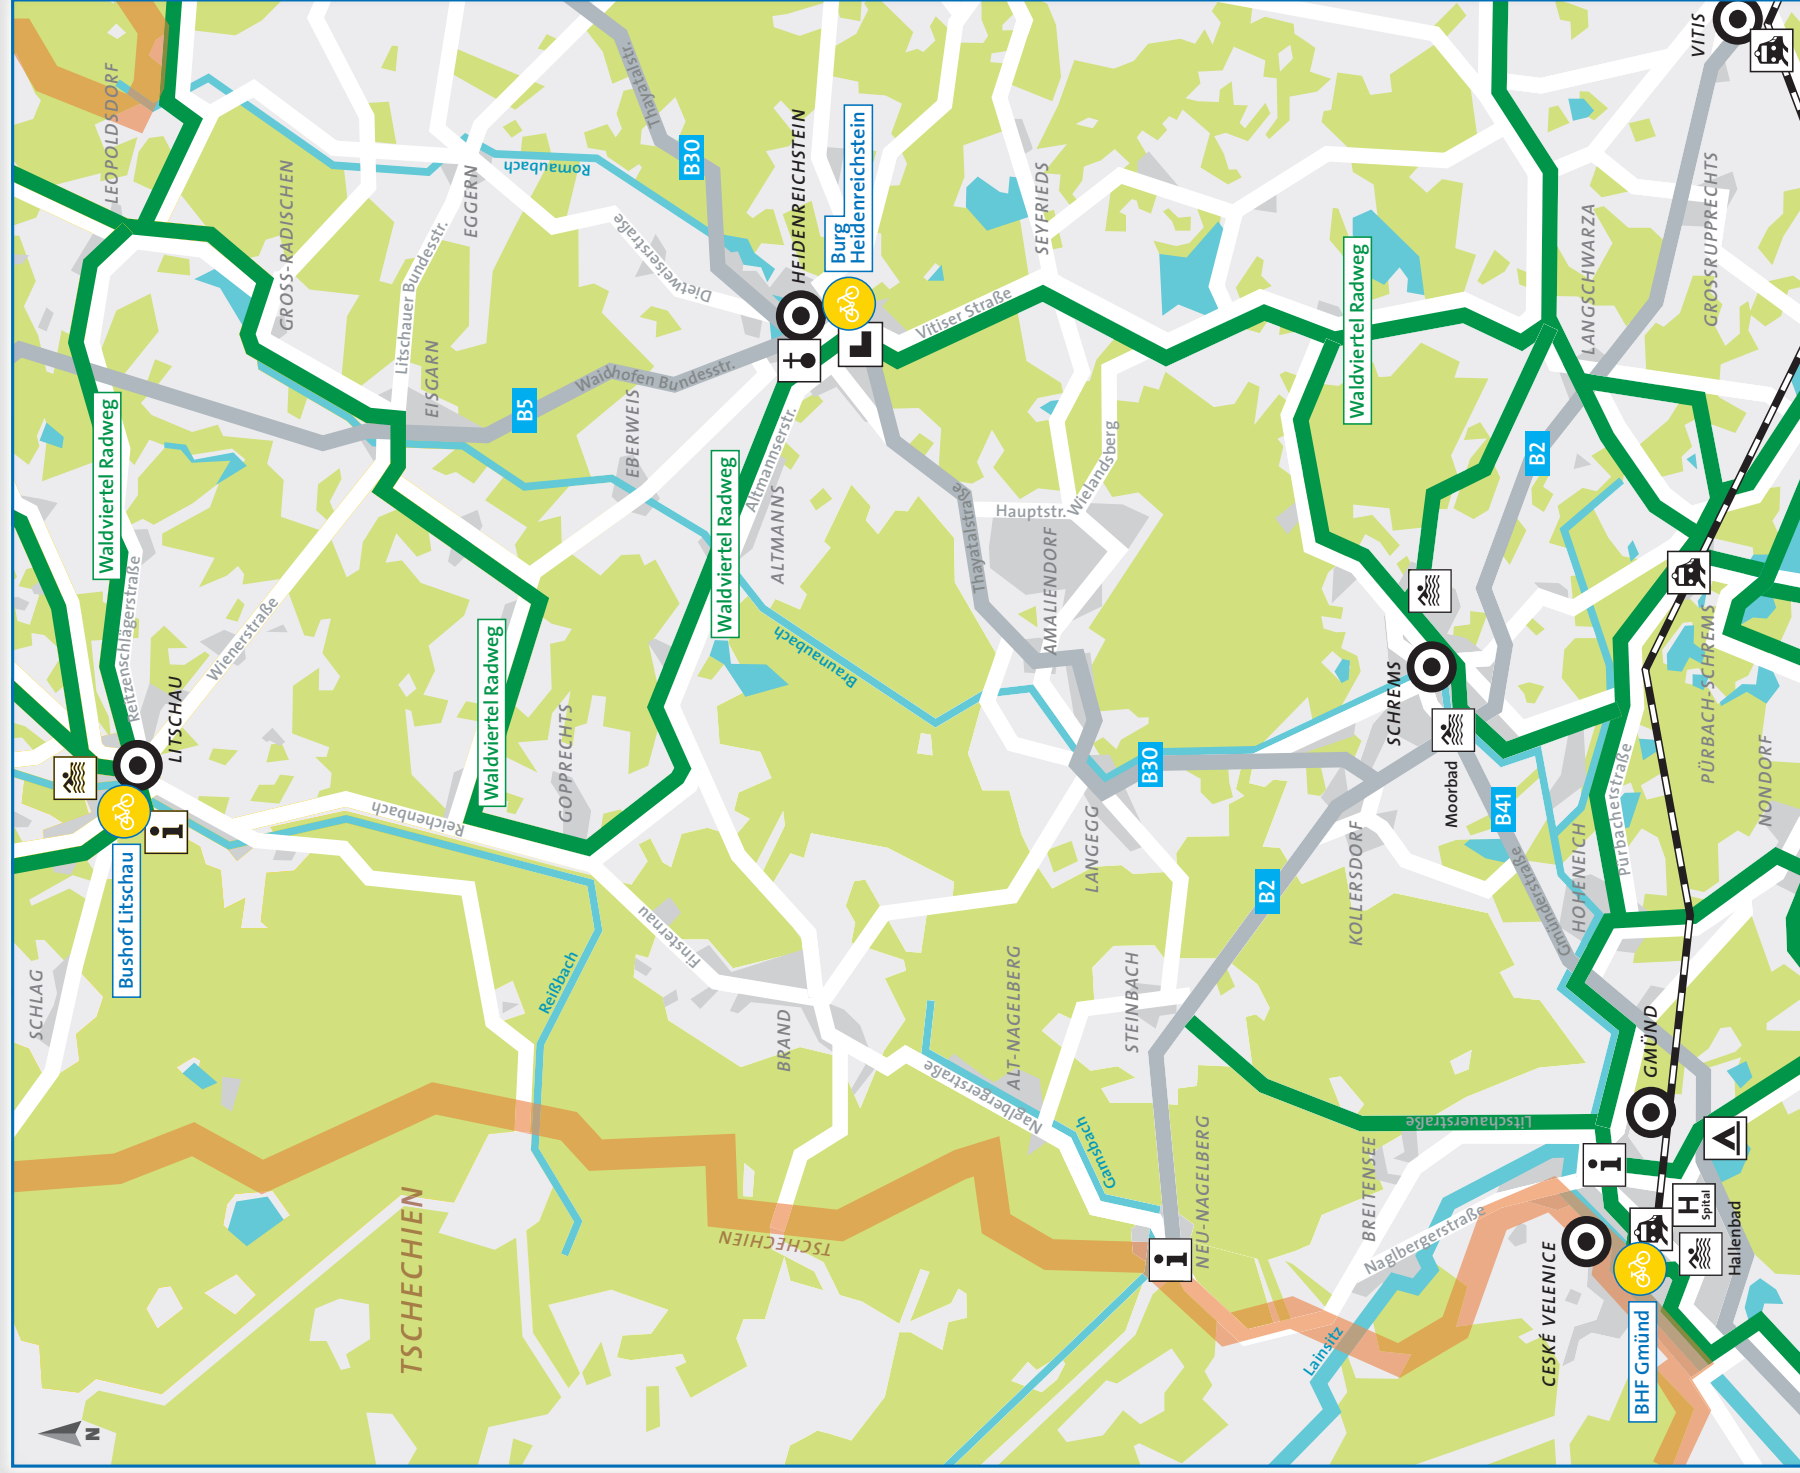 SCHLAG
LEOPOLDSDORF
Waldviertel Radweg
Reitzenschlägerstraße
LITSCHAU
Bushof Litschau
i
Wienerstraße
GROSS-RADISCHEN
Litschauer Bundesstr.
EISGARN
EGGERN
Romaubach
Dietweiserstraße
Thayatalstr.
B30
B5
Waidhofen Bundesstr.
EBERWEIS
HEIDENREICHSTEIN
Burg
Heidenreichstein
Vitiser Straße
SEYFRIEDS
Altmannserstr.
ALTMANNS
Waldviertel Radweg
Waldviertel Radweg
GOPPRECHTS
Reichenbach
Reißbach
Finsternau
BRAND
Braunaubach
Thayatalstraße
Hauptstr.
Wielandsberg
AMALIENDORF
LANGEGG
B30
ALT-NAGELBERG
Naglbergerstraße
Gamsbach
STEINBACH
NEU-NAGELBERG
i
B2
KOLLERSDORF
SCHREMS
Moorbad
B41
Gmünderstraße
HOHENEICH
Purbacherstraße
PÜRBACH-SCHREMS
NONDORF
Waldviertel Radweg
B2
LANGSCHWARZA
GROSSRUPPRECHTS
VITIS
Litschauerstraße
BREITENSEE
Naglbergerstraße
Lainsitz
GMÜND
i
H
Spital
Hallenbad
BHF Gmünd
CESKÉ VELENICE
TSCHECHIEN
TSCHECHIEN
N